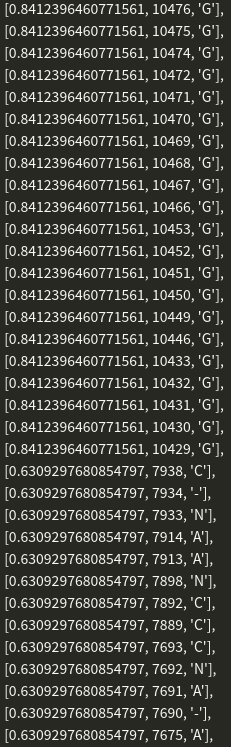 [0.8412396460771561, 10476, 'G'],
[0.8412396460771561, 10475, 'G'],
[0.8412396460771561, 10474, 'G'],
[0.8412396460771561, 10472, 'G'],
[0.8412396460771561, 10471, 'G'],
[0.8412396460771561, 10470, 'G'],
[0.8412396460771561, 10469, 'G'],
[0.8412396460771561, 10468, 'G'],
[0.8412396460771561, 10467, 'G'],
[0.8412396460771561, 10466, 'G'],
[0.8412396460771561, 10453, 'G'],
[0.8412396460771561, 10452, 'G'],
[0.8412396460771561, 10451, 'G'],
[0.8412396460771561, 10450, 'G'],
[0.8412396460771561, 10449, 'G'],
[0.8412396460771561, 10446, 'G'],
[0.8412396460771561, 10433, 'G'],
[0.8412396460771561, 10432, 'G'],
[0.8412396460771561, 10431, 'G'],
[0.8412396460771561, 10430, 'G'],
[0.8412396460771561, 10429, 'G'],
[0.6309297680854797, 7938, 'C'],
[0.6309297680854797, 7934, '-'],
[0.6309297680854797, 7933, 'N'],
[0.6309297680854797, 7914, 'A'],
[0.6309297680854797, 7913, 'A'],
[0.6309297680854797, 7898, 'N'],
[0.6309297680854797, 7892, 'C'],
[0.6309297680854797, 7889, 'C'],
[0.6309297680854797, 7693, 'C'],
[0.6309297680854797, 7692, 'N'],
[0.6309297680854797, 7691, 'A'],
[0.6309297680854797, 7690, '-'],
[0.6309297680854797, 7675, 'A'],